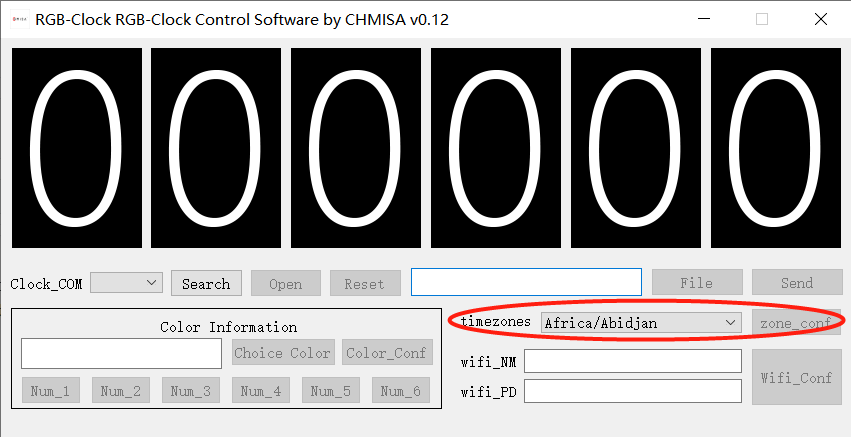 RGB-Clock RGB-Clock Control Software by CHMISA v0.12
0 0 0 0 0 0
Clock_COM Search Open Reset File Send
timezones Africa/Abidjan zone_conf
Color Information
Choice Color Color_Conf
wifi_NM
Wifi_Conf
Num_1 Num_2 Num_3 Num_4 Num_5 Num_6
wifi_PD